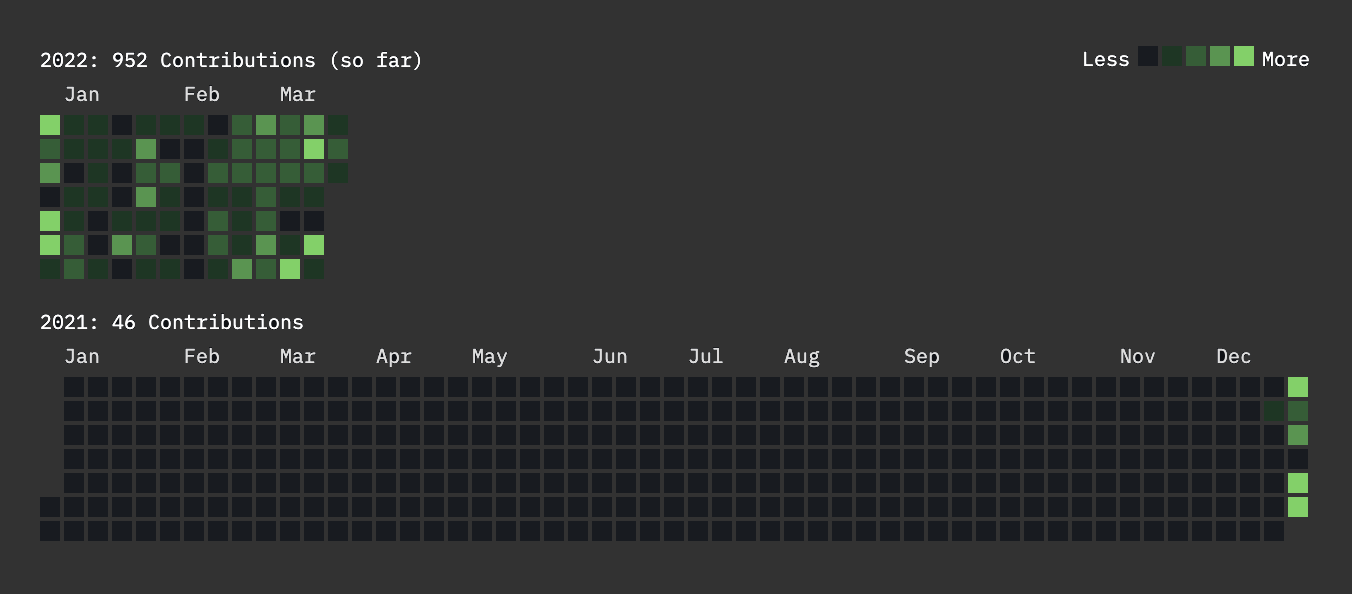 2022: 952 Contributions (so far)
Less More
Jan Feb Mar
2021: 46 Contributions
Jan Feb Mar Apr May Jun Jul Aug Sep Oct Nov Dec